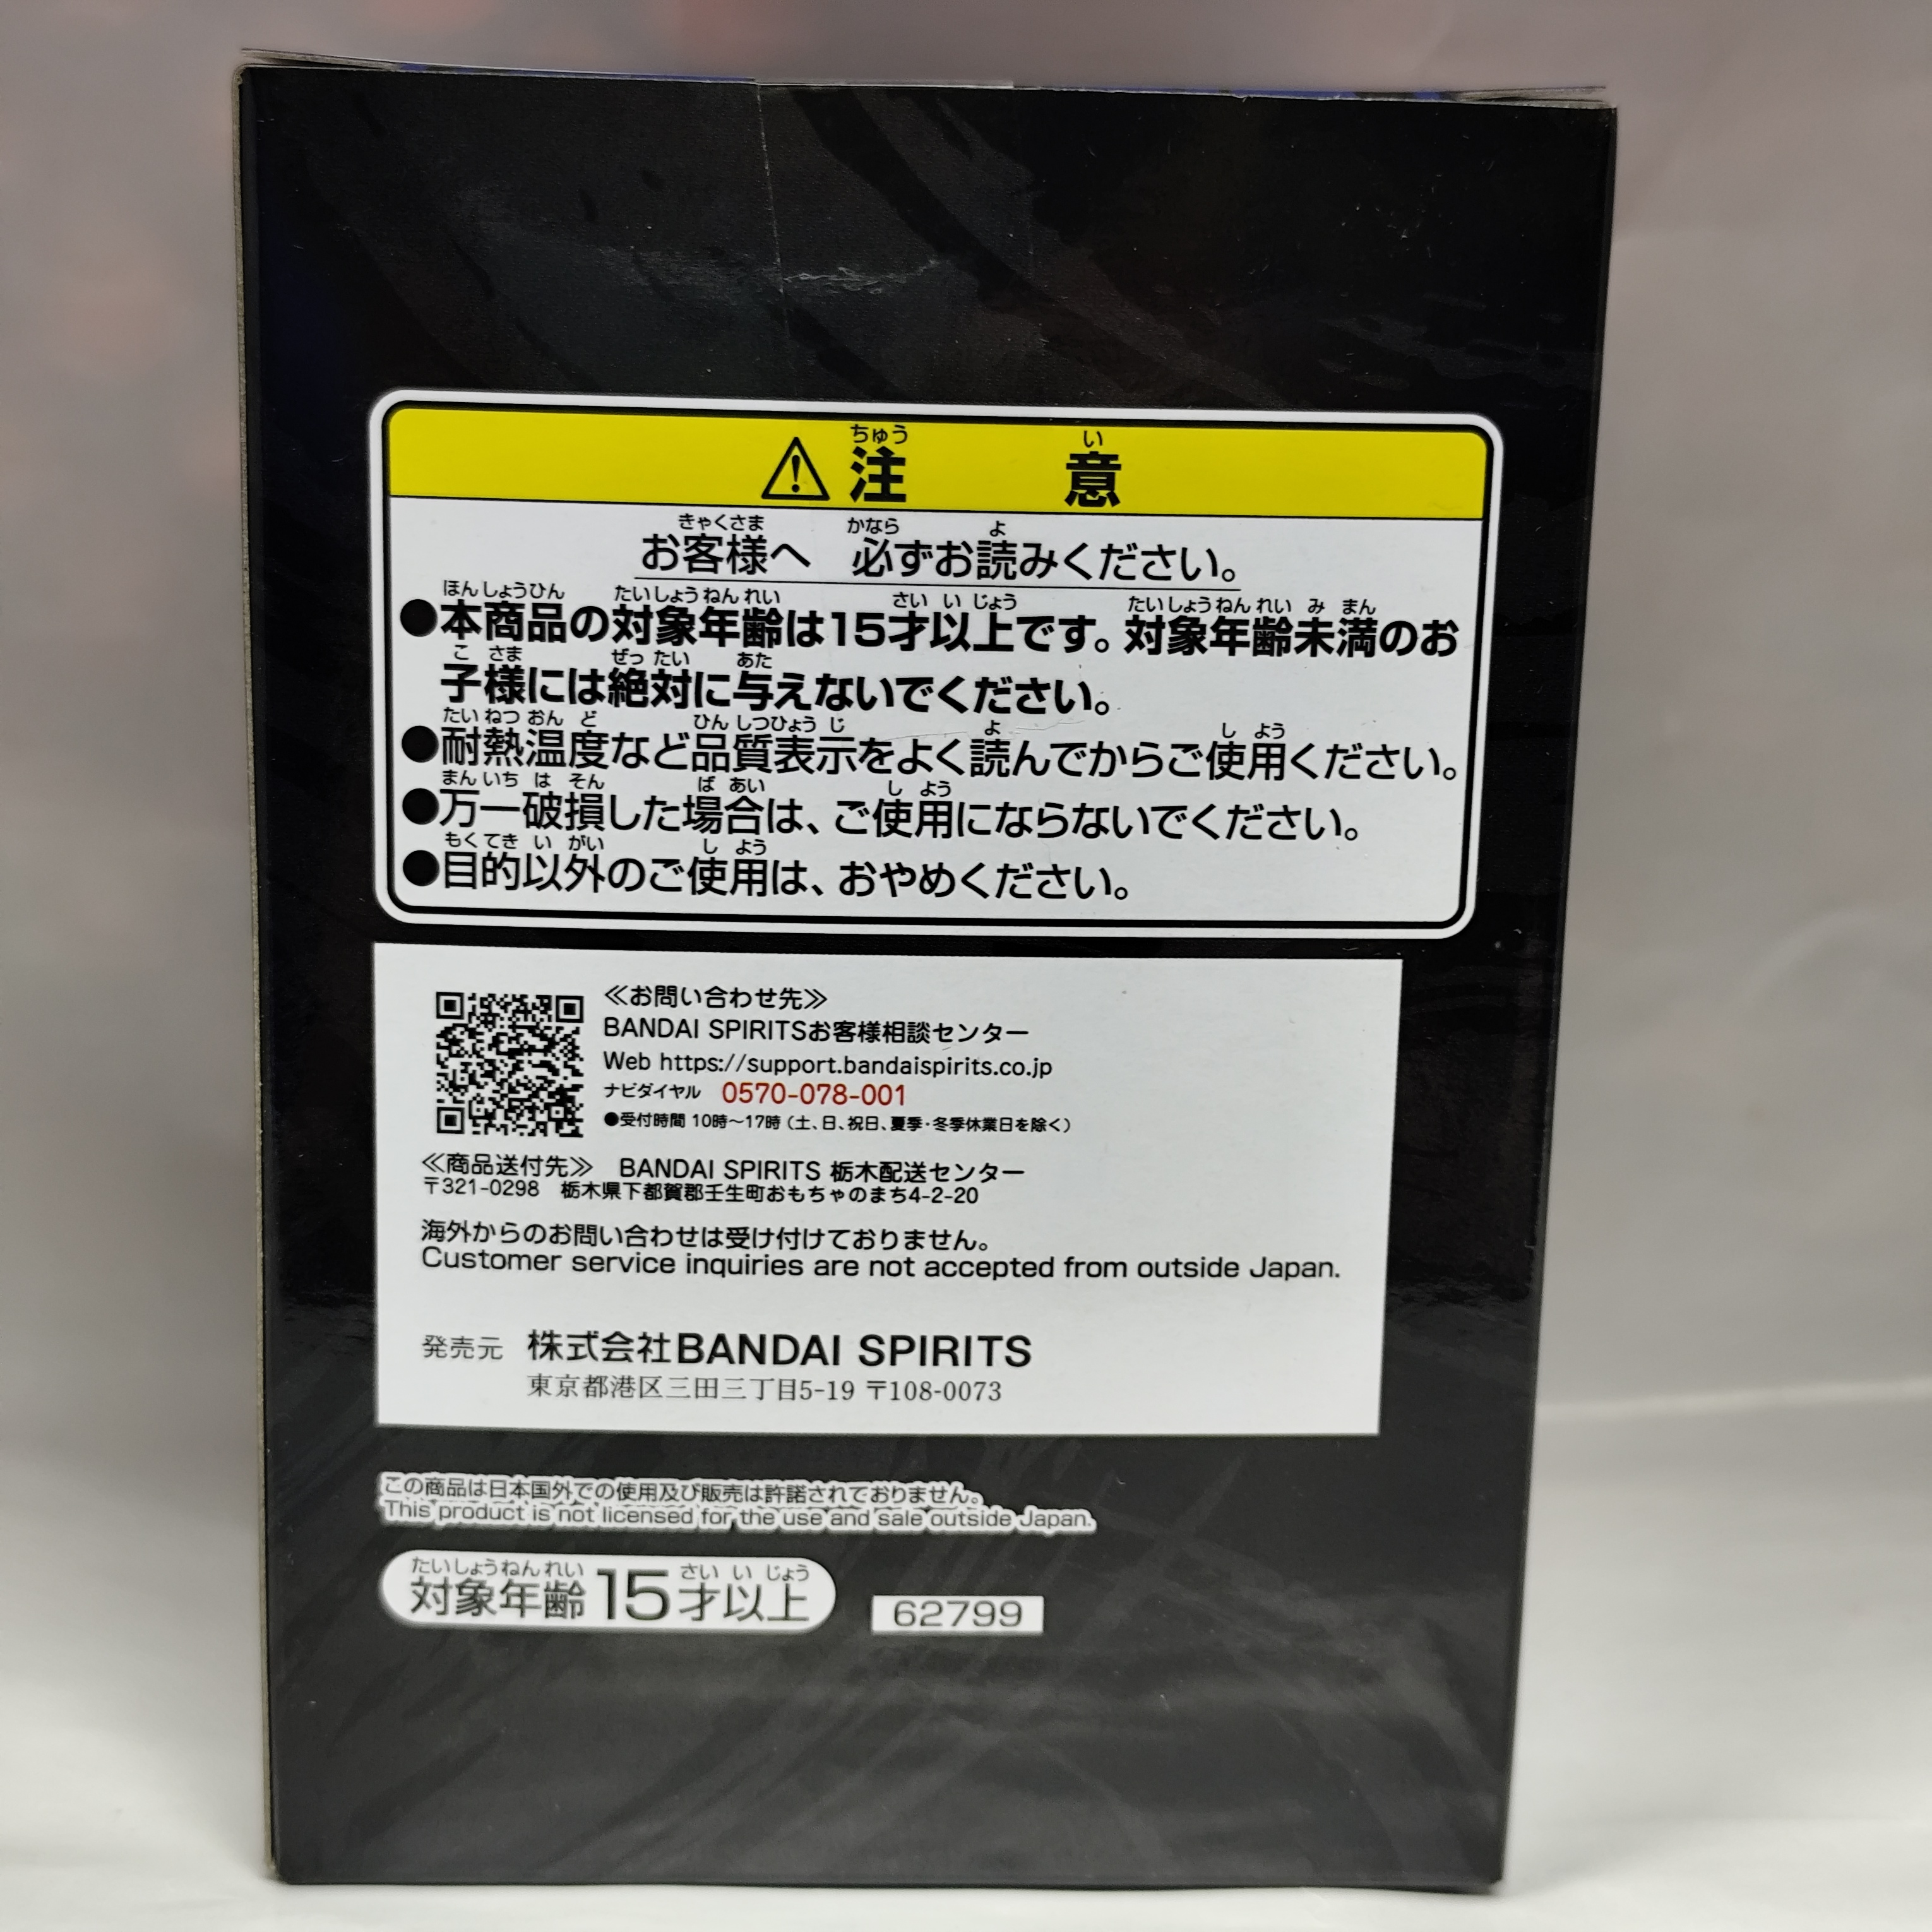 注意
お客様へ 必ずお読みください。
●本商品の対象年齢は15才以上です。対象年齢未満のお
子様には絶対に与えないでください。
●耐熱温度など品質表示をよく読んでからご使用ください。
●万一破損した場合は、ご使用にならないでください。
●目的以外のご使用は、おやめください。
≪お問い合わせ先≫
BANDAI SPIRITSお客様相談センター
Web https://support.bandaispirits.co.jp
ナビダイヤル 0570-078-001
●受付時間 10時～17時（土、日、祝日、夏季・冬季休業日を除く）
≪商品送付先≫ BANDAI SPIRITS 栃木配送センター
〒321-0298 栃木県下都賀郡壬生町おもちゃのまち4-2-20
海外からのお問い合わせは受け付けておりません。
Customer service inquiries are not accepted from outside Japan.
発売元 株式会社BANDAI SPIRITS
東京都港区三田三丁目5-19 〒108-0073
この商品は日本国外での使用及び販売は許諾されておりません。
This product is not licensed for the use and sale outside Japan.
対象年齢15才以上 62799